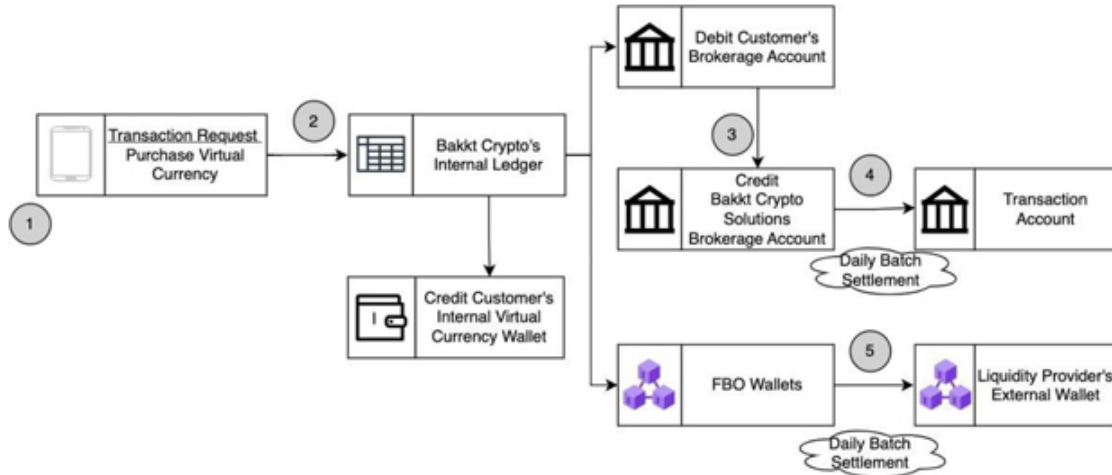 Debit Customer's
Brokerage Account
1
Transaction Request
Purchase Virtual
Currency
2
Bakkt Crypto's
Internal Ledger
3
Credit
Bakkt Crypto
Solutions
Brokerage Account
4
Transaction
Account
Daily Batch
Settlement
Credit Customer's
Internal Virtual
Currency Wallet
FBO Wallets
5
Liquidity Provider's
External Wallet
Daily Batch
Settlement